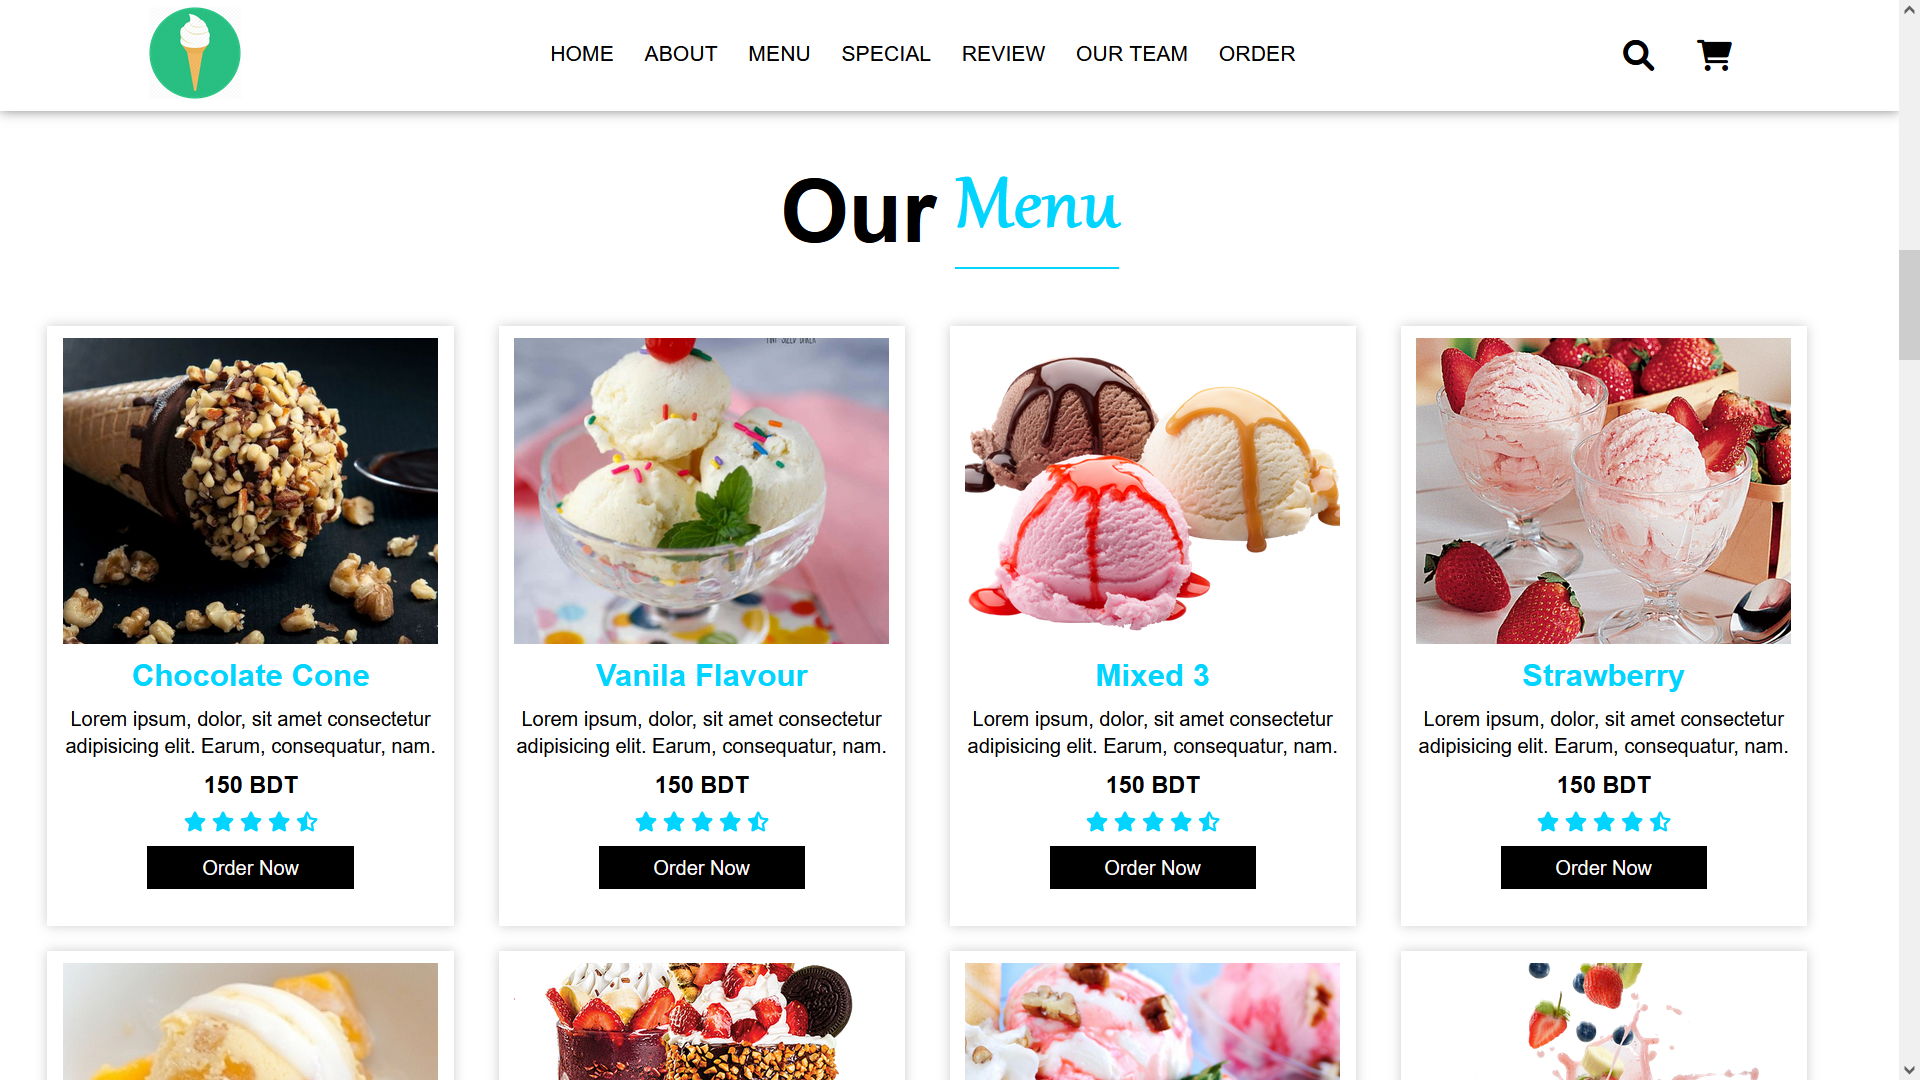 HOME ABOUT MENU SPECIAL REVIEW OUR TEAM ORDER
Our Menu
Chocolate Cone
Lorem ipsum, dolor, sit amet consectetur
adipisicing elit. Earum, consequatur, nam.
150 BDT
Order Now
Vanila Flavour
Lorem ipsum, dolor, sit amet consectetur
adipisicing elit. Earum, consequatur, nam.
150 BDT
Order Now
Mixed 3
Lorem ipsum, dolor, sit amet consectetur
adipisicing elit. Earum, consequatur, nam.
150 BDT
Order Now
Strawberry
Lorem ipsum, dolor, sit amet consectetur
adipisicing elit. Earum, consequatur, nam.
150 BDT
Order Now